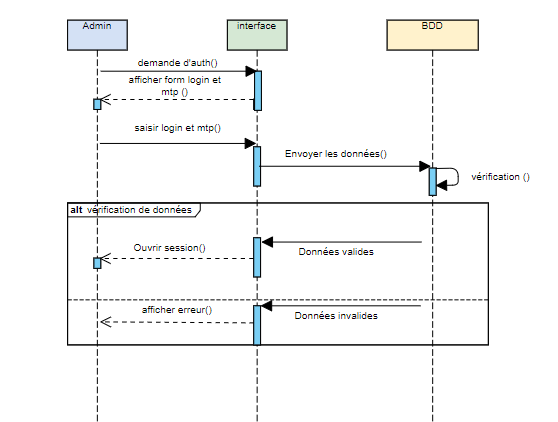 Admin
interface
BDD
demande d'auth()
afficher form login et
mtp ()
saisir login et mtp()
Envoyer les données()
vérification ()
alt vérification de données
Ouvrir session()
Données valides
afficher erreur()
Données invalides